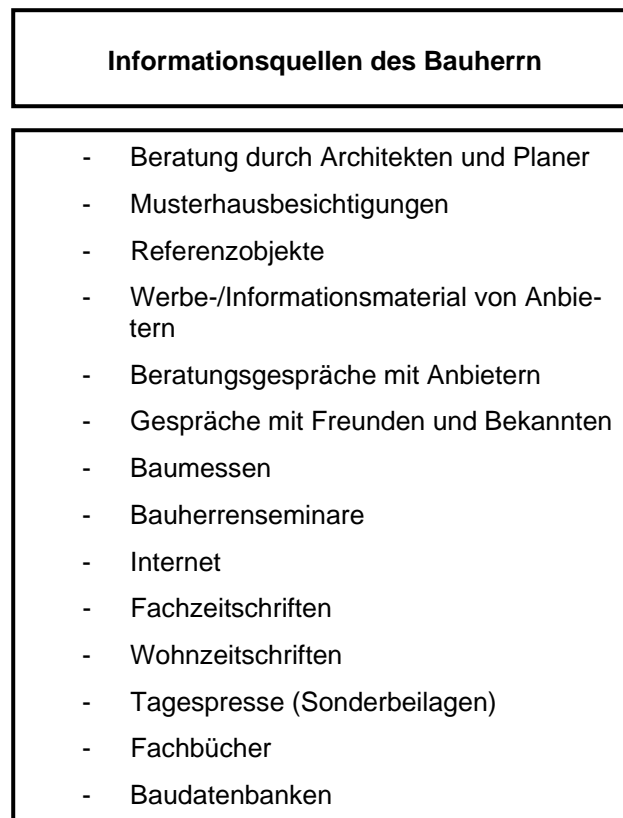 Informationsquellen des Bauherrn
- Beratung durch Architekten und Planer
- Musterhausbesichtigungen
- Referenzobjekte
- Werbe-/Informationsmaterial von Anbie-
tern
- Beratungsgespräche mit Anbietern
- Gespräche mit Freunden und Bekannten
- Baumessen
- Bauherrenseminare
- Internet
- Fachzeitschriften
- Wohnzeitschriften
- Tagespresse (Sonderbeilagen)
- Fachbücher
- Baudatenbanken